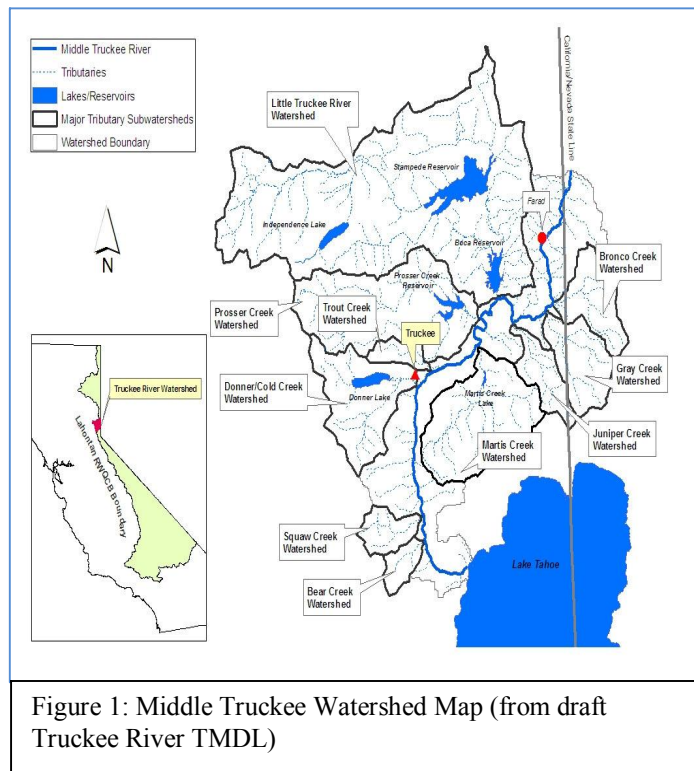 Middle Truckee River
Tributaries
Lakes/Reservoirs
Major Tributary Subwatersheds
Watershed Boundary
N
California/Nevada State Line
Little Truckee River
Watershed
Stampede Reservoir
Independence Lake
Farad
Boca Reservoir
Bronco Creek
Watershed
Prosser Creek
Reservoir
Prosser Creek
Watershed
Trout Creek
Watershed
Truckee
Gray Creek
Watershed
Donner/Cold Creek
Watershed
Donner Lake
Martis Creek
Lake
Juniper Creek
Watershed
Martis Creek
Watershed
Squaw Creek
Watershed
Bear Creek
Watershed
Lake Tahoe
Truckee River Watershed
Lahontan RWQCB Boundary
Figure 1: Middle Truckee Watershed Map (from draft
Truckee River TMDL)